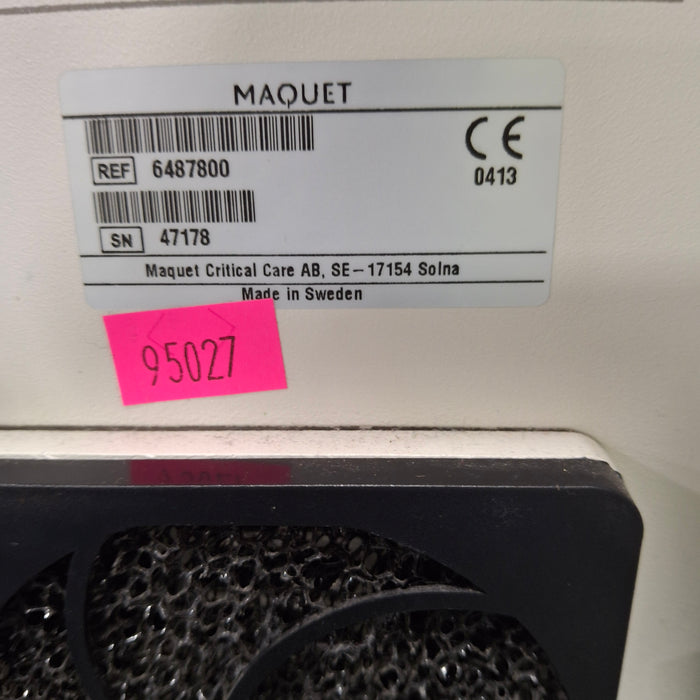 MAQUET
REF 6487800
CE
0413
SN 47178
Maquet Critical Care AB, SE–17154 Solna
Made in Sweden
95027